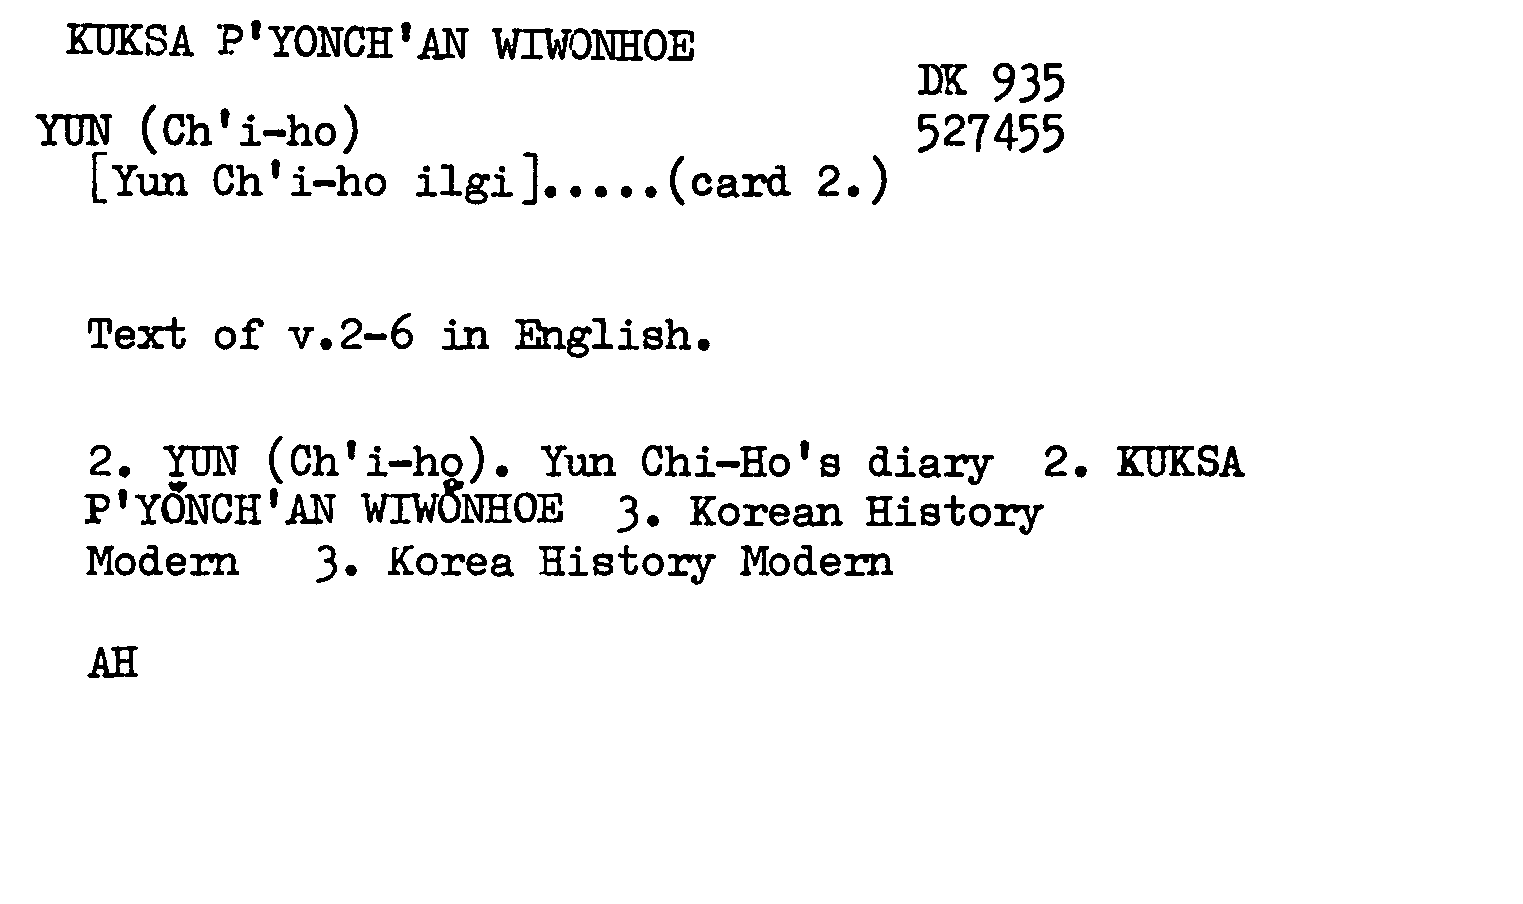 KUKSA P'YONCH'AN WIWONHOE
DK 935
YUN (Ch'i-ho)
527455
[Yun Ch'i-ho ilgi].....(card 2.)
Text of v.2-6 in English.
2. YUN (Ch'i-ho). Yun Chi-Ho's diary 2. KUKSA
P'YŎNCH'AN WIWŎNHOE 3. Korean History
Modern 3. Korea History Modern
AH